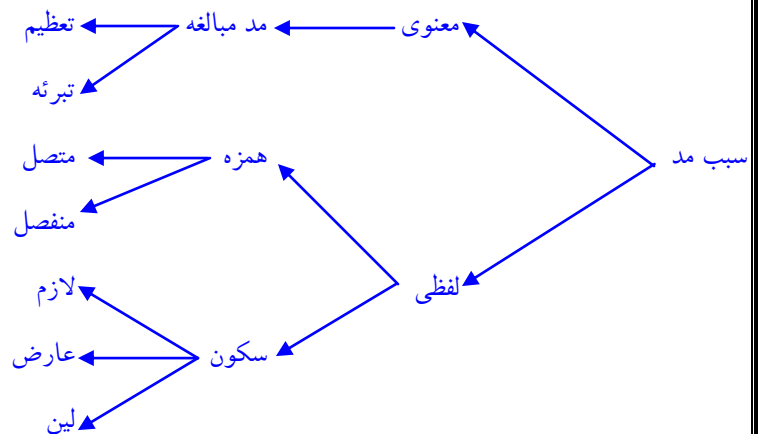 تعظیم
مد مبالغه
معنوی
تبرئه
سبب مد
همزه
متصل
منفصل
لفظی
لازم
سکون
عارض
لین